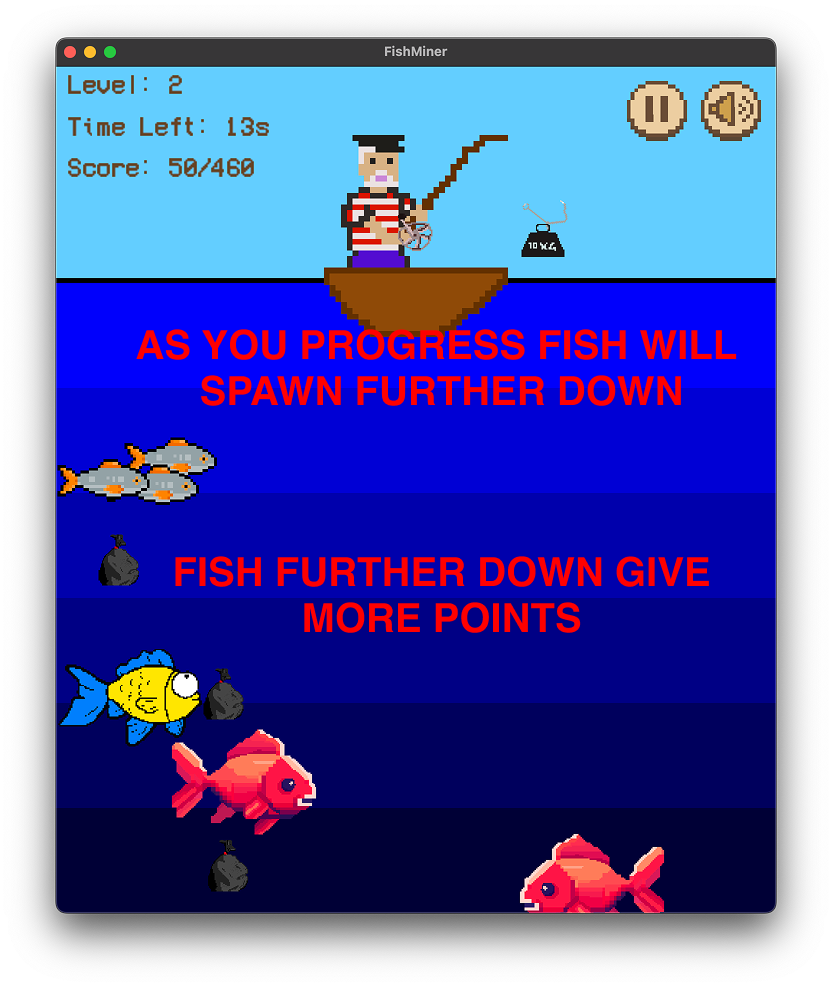 FishMiner
Level: 2
Time Left: 13s
Score: 50/460
10 KG
AS YOU PROGRESS FISH WILL
SPAWN FURTHER DOWN
FISH FURTHER DOWN GIVE
MORE POINTS